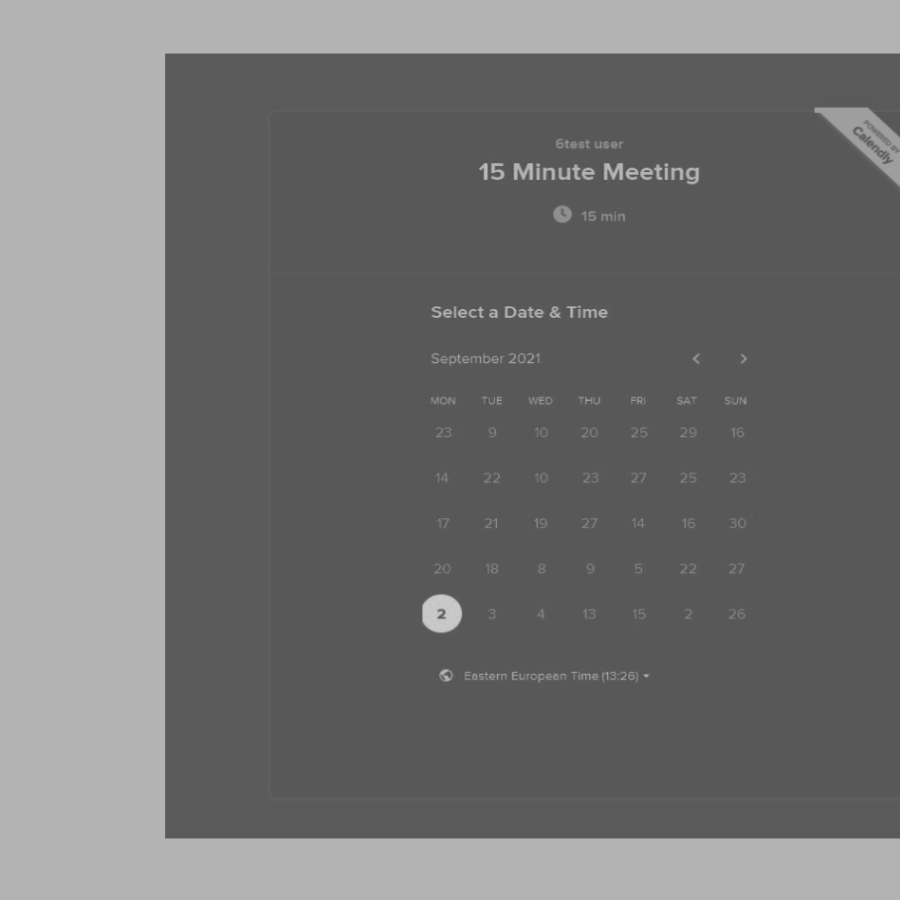 POWERED BY
Calendly
6test user
15 Minute Meeting
15 min
Select a Date & Time
September 2021
MON TUE WED THU FRI SAT SUN
23 9 10 20 25 29 16
14 22 10 23 27 25 23
17 21 19 27 14 16 30
20 18 8 9 5 22 27
2 3 4 13 15 2 26
Eastern European Time (13:26)